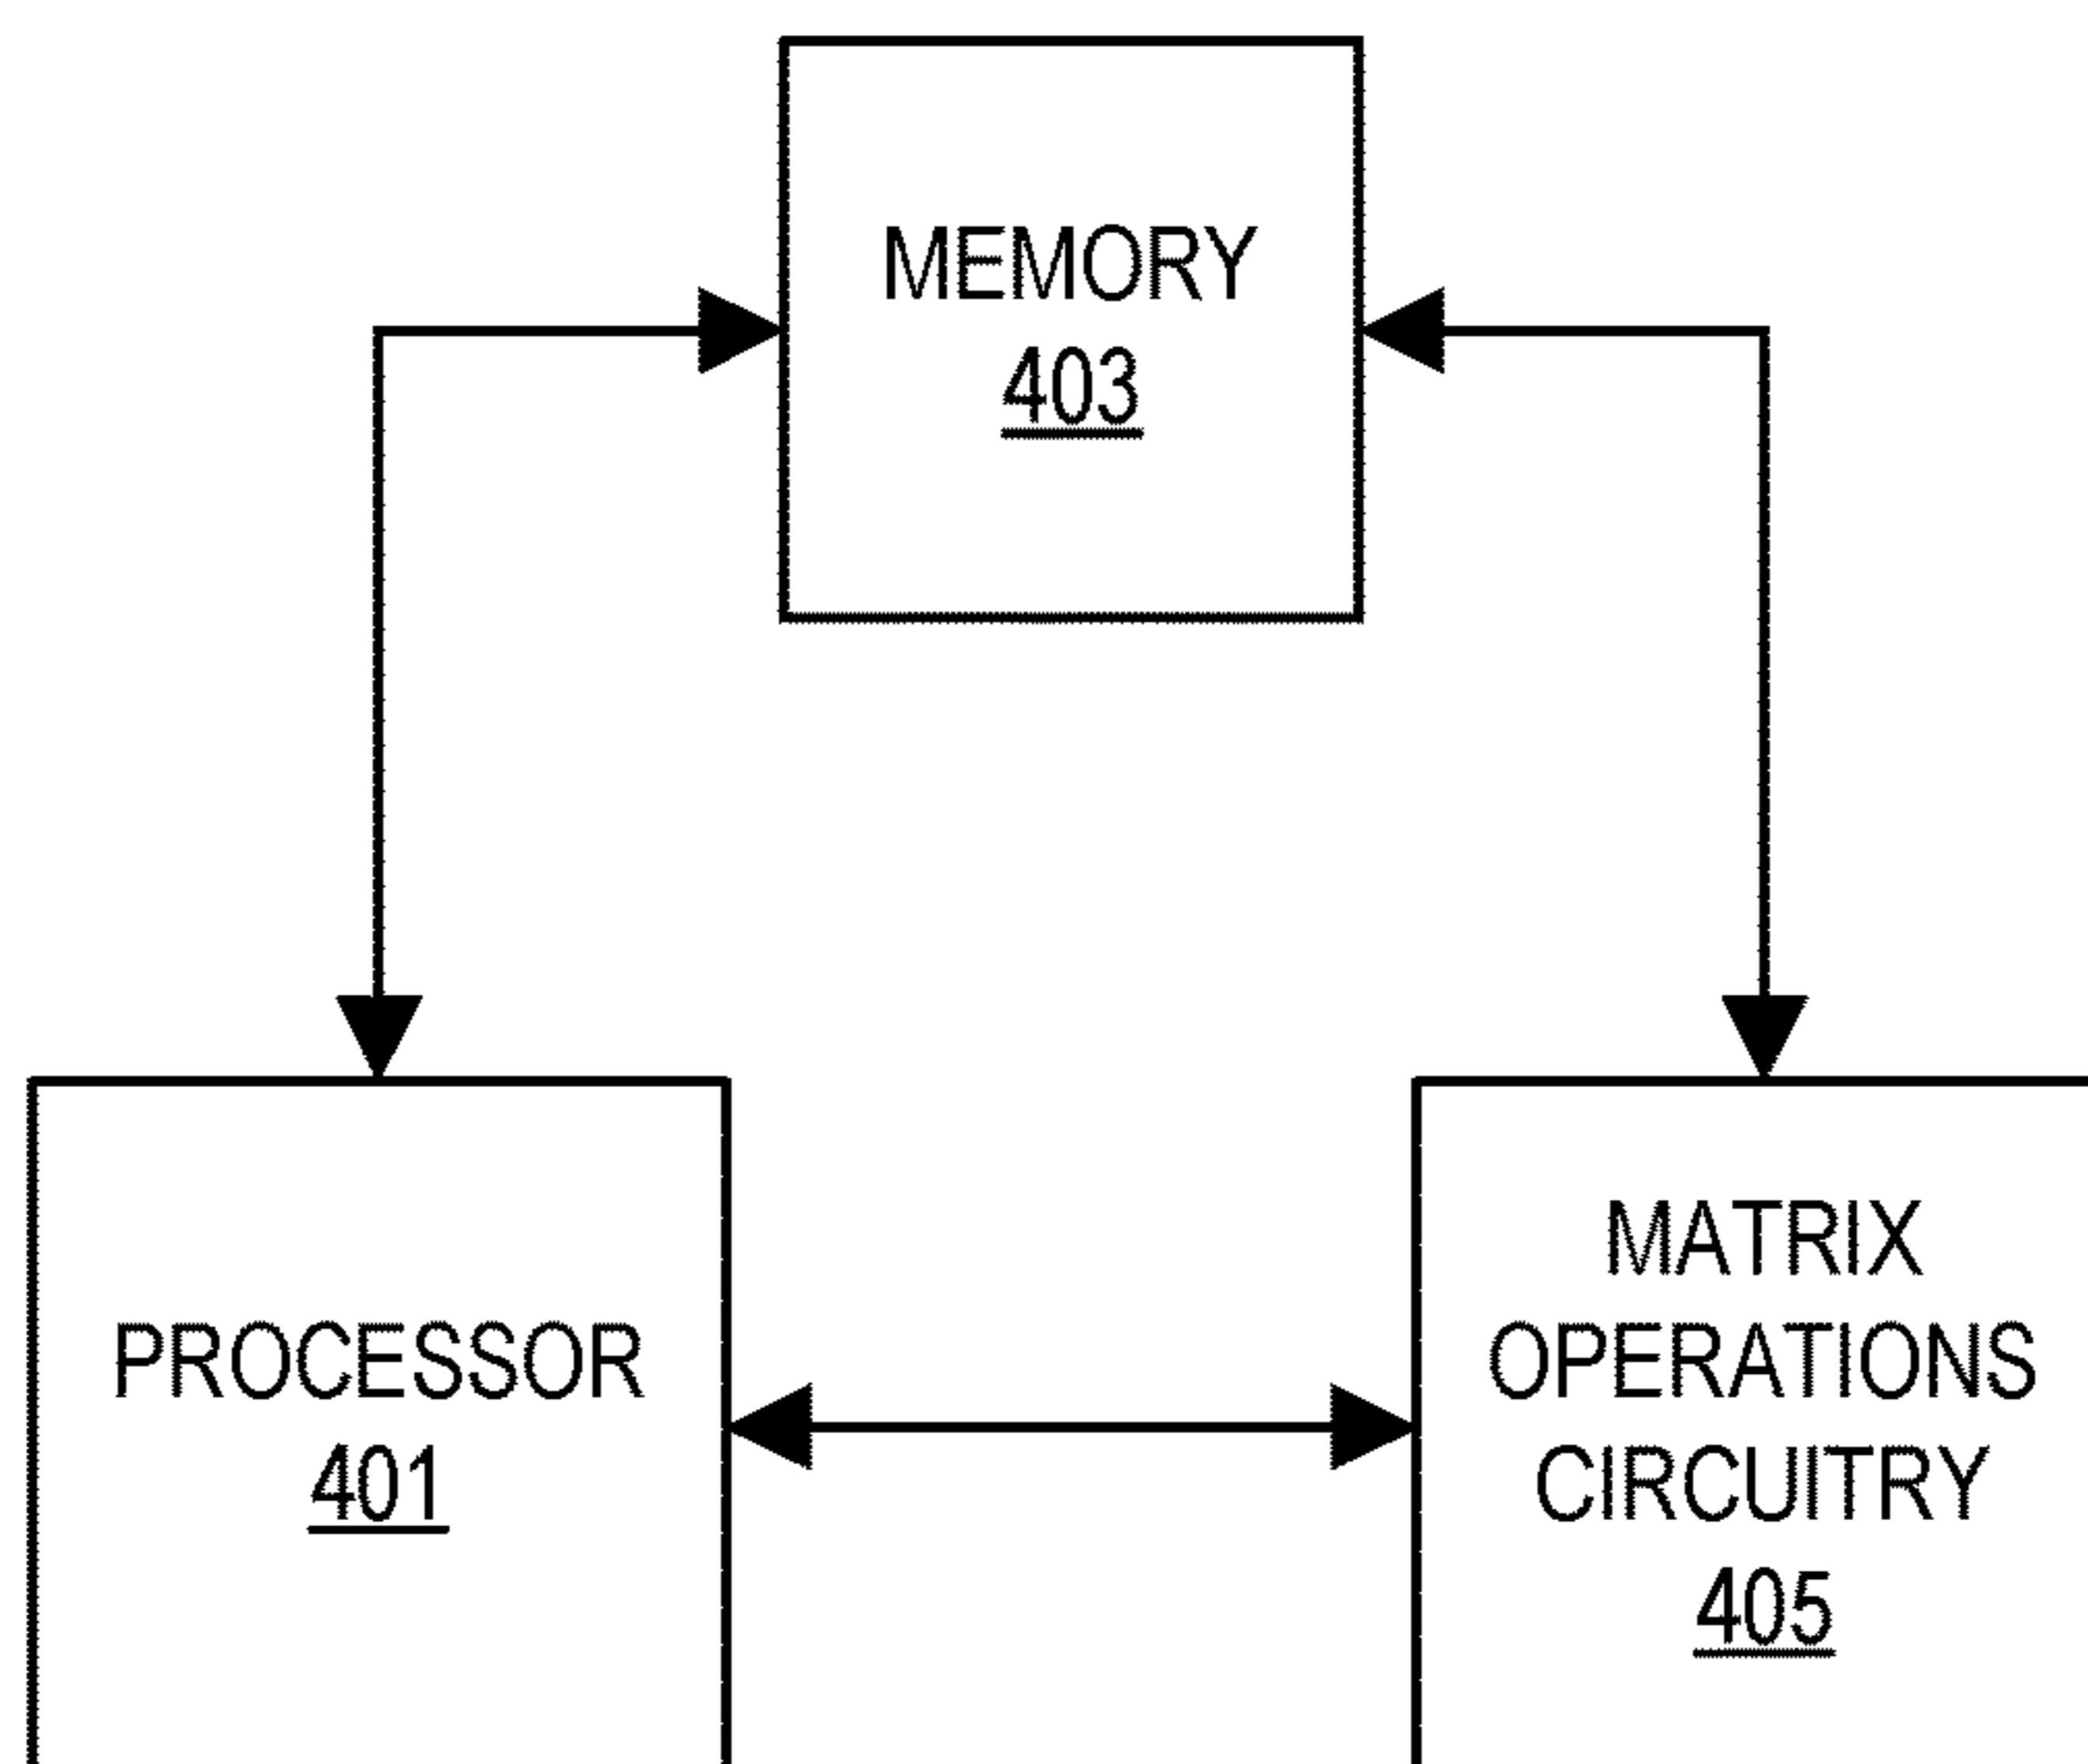 MEMORY
403
PROCESSOR
401
MATRIX
OPERATIONS
CIRCUITRY
405